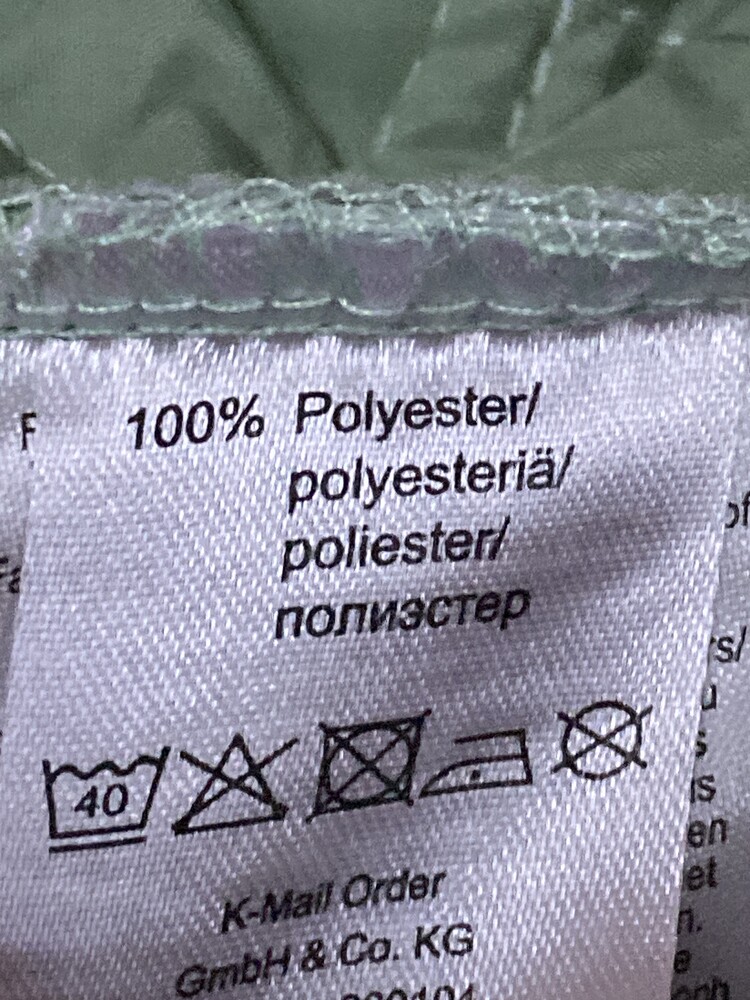 100% Polyester/
polyesteriä/
poliester/
полиэстер
40
K-Mail Order
GmbH & Co. KG